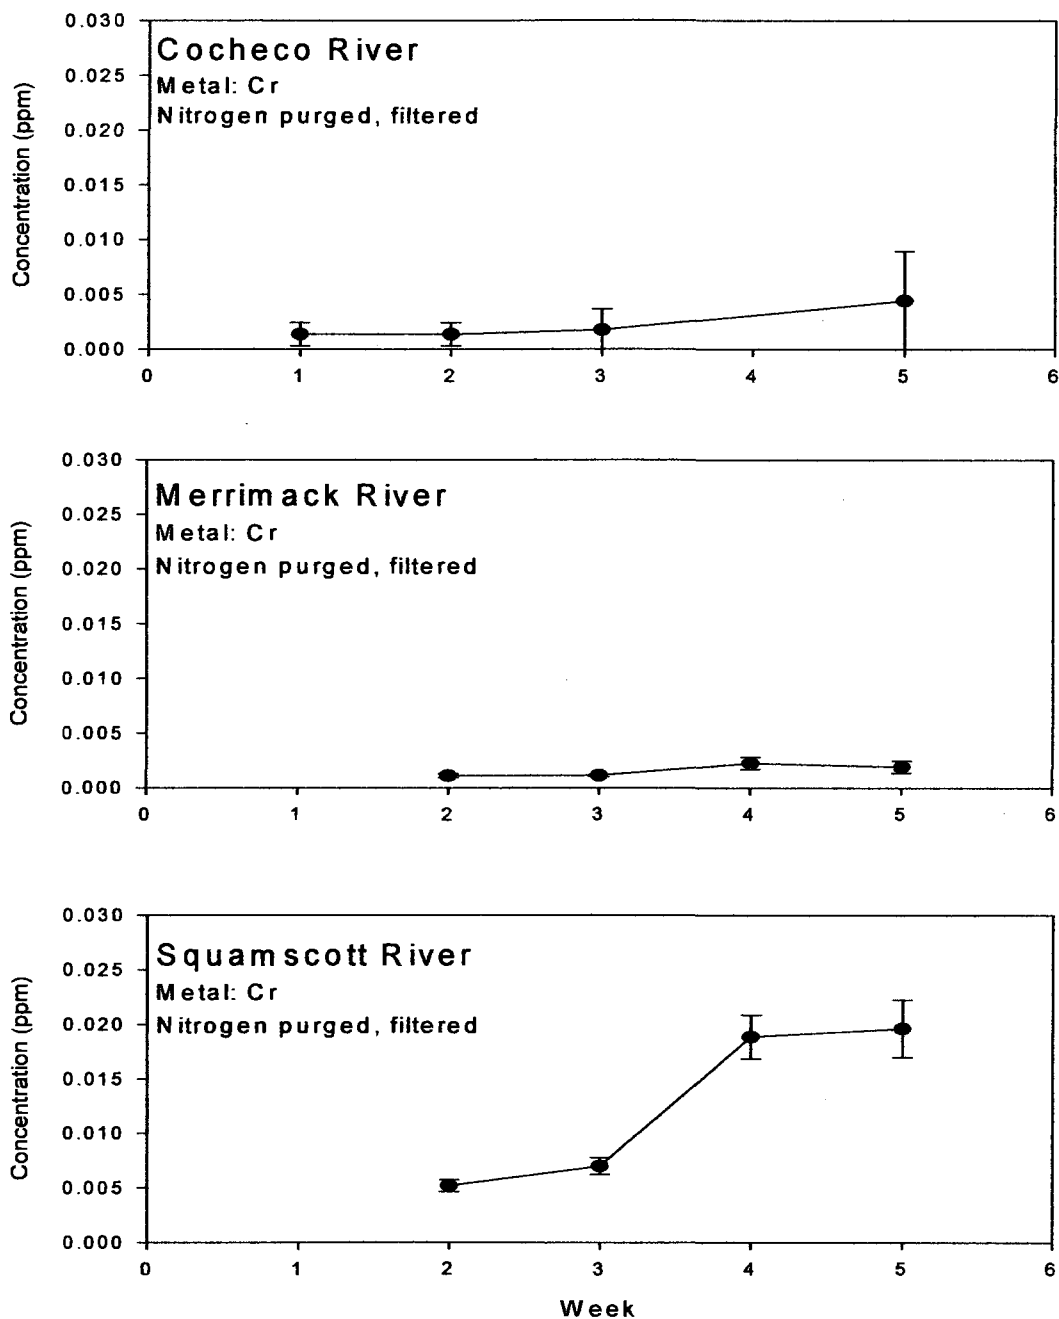 Cocheco River
Metal: Cr
Nitrogen purged, filtered
Concentration (ppm)
0.030
0.025
0.020
0.015
0.010
0.005
0.000
0 1 2 3 4 5 6
Merrimack River
Metal: Cr
Nitrogen purged, filtered
Concentration (ppm)
0.030
0.025
0.020
0.015
0.010
0.005
0.000
0 1 2 3 4 5 6
Squamscott River
Metal: Cr
Nitrogen purged, filtered
Concentration (ppm)
0.030
0.025
0.020
0.015
0.010
0.005
0.000
0 1 2 3 4 5 6
Week